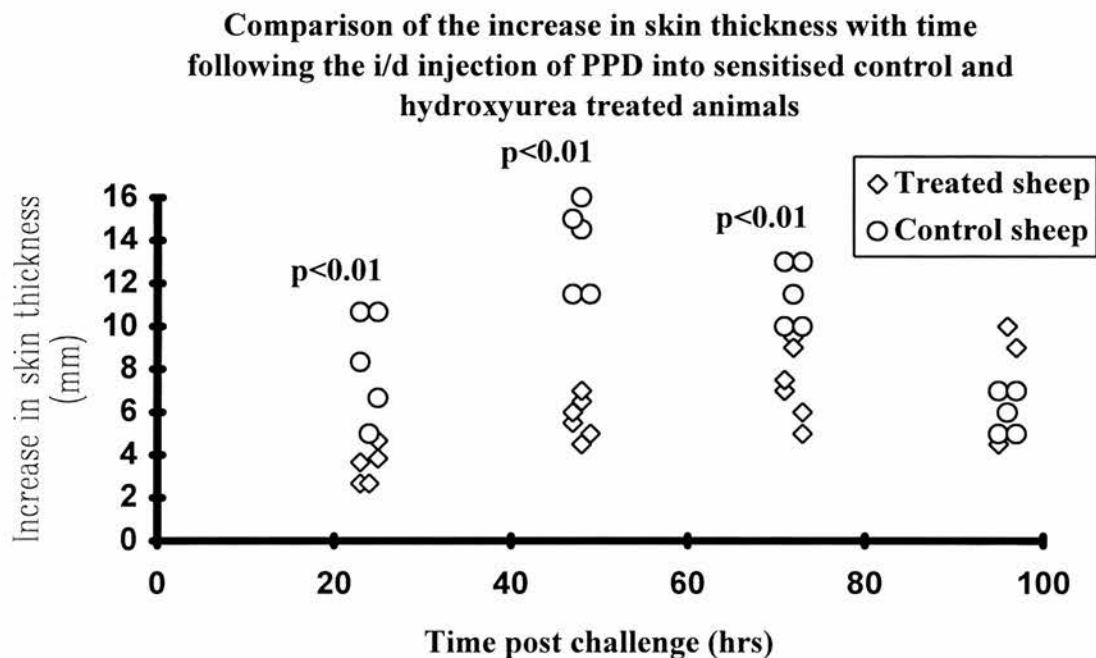 Comparison of the increase in skin thickness with time
following the i/d injection of PPD into sensitised control and
hydroxyurea treated animals
p<0.01
p<0.01
p<0.01
Treated sheep
Control sheep
Increase in skin thickness
(mm)
16
14
12
10
8
6
4
2
0
0
20
40
60
80
100
Time post challenge (hrs)